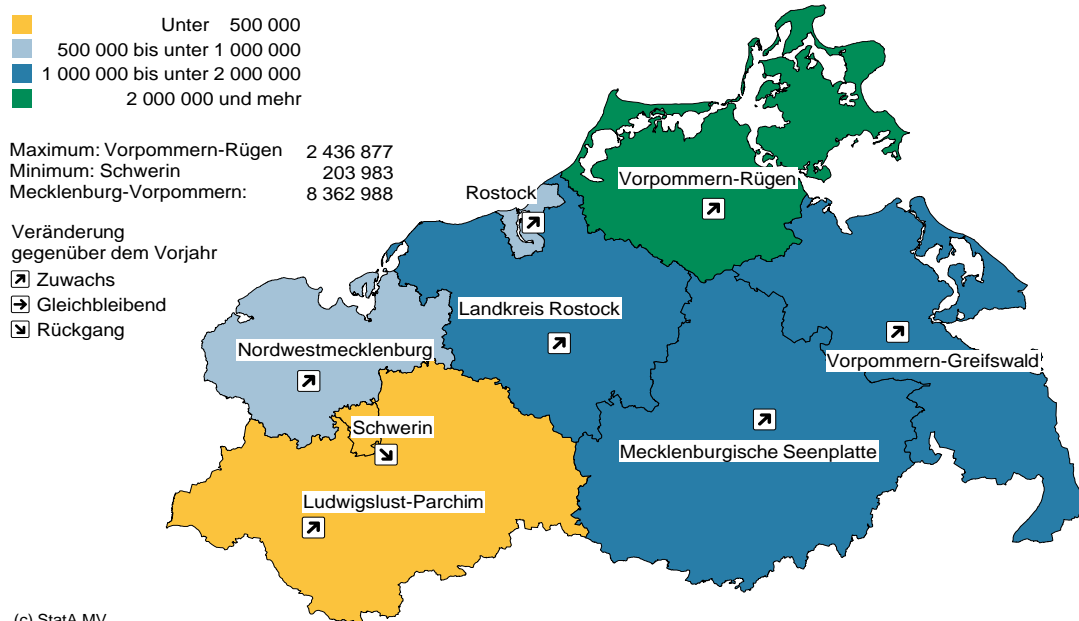 Unter 500 000
500 000 bis unter 1 000 000
1 000 000 bis unter 2 000 000
2 000 000 und mehr
Maximum: Vorpommern-Rügen 2 436 877
Minimum: Schwerin 203 983
Mecklenburg-Vorpommern: 8 362 988
Veränderung
gegenüber dem Vorjahr
Zuwachs
Gleichbleibend
Rückgang
Rostock
Vorpommern-Rügen
Landkreis Rostock
Nordwestmecklenburg
Vorpommern-Greifswald
Schwerin
Mecklenburgische Seenplatte
Ludwigslust-Parchim
(c) StatA MV